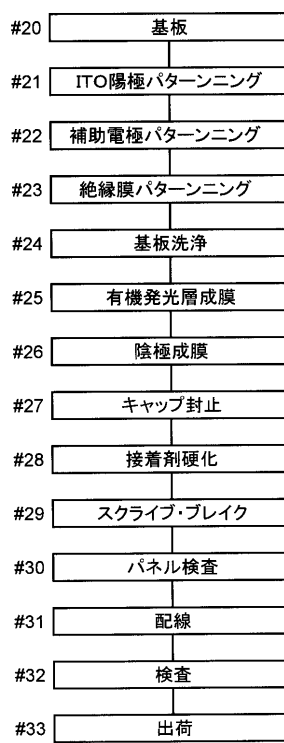 #20 基板
#21 ITO陽極パターンニング
#22 補助電極パターンニング
#23 絶縁膜パターンニング
#24 基板洗浄
#25 有機発光層成膜
#26 陰極成膜
#27 キャップ封止
#28 接着剤硬化
#29 スクライブ・ブレイク
#30 パネル検査
#31 配線
#32 検査
#33 出荷